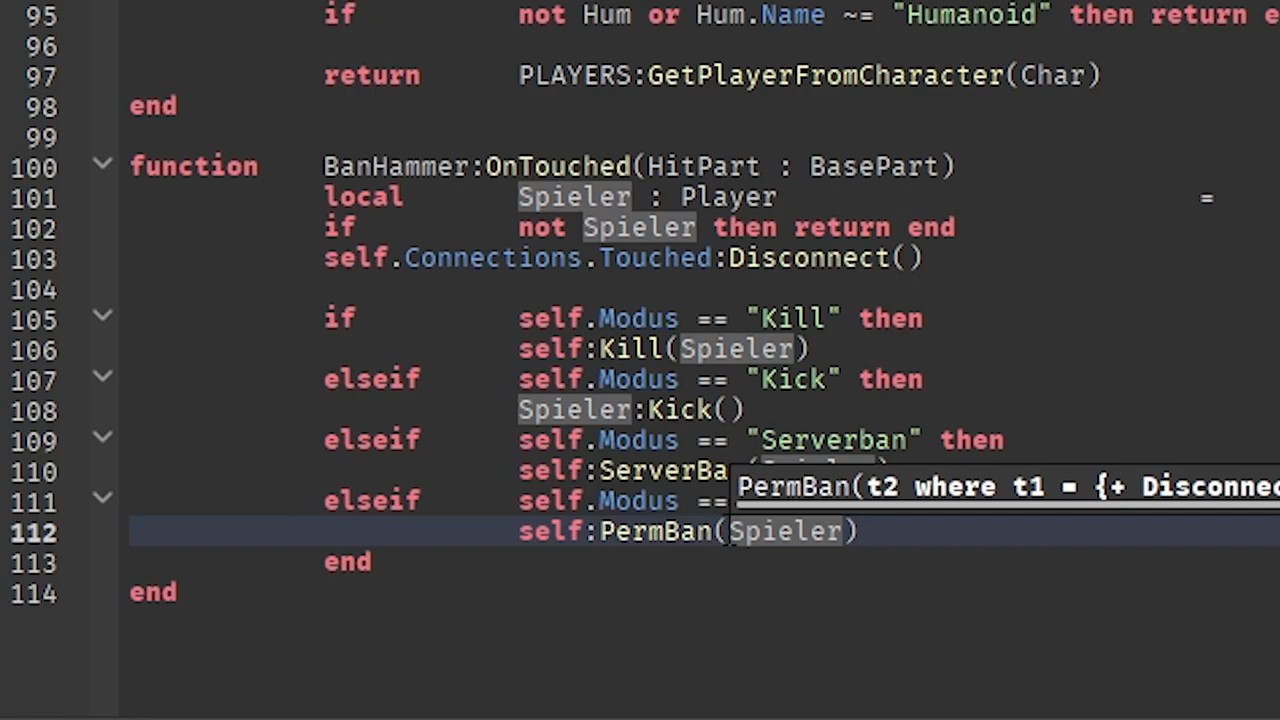 95 if not Hum or Hum.Name ~= "Humanoid" then return e
96
97 return PLAYERS:GetPlayerFromCharacter(Char)
98 end
99
100 function BanHammer:OnTouched(HitPart : BasePart)
101 local Spieler : Player =
102 if not Spieler then return end
103 self.Connections.Touched:Disconnect()
104
105 if self.Modus == "Kill" then
106 self:Kill(Spieler)
107 elseif self.Modus == "Kick" then
108 Spieler:Kick()
109 elseif self.Modus == "Serverban" then
110 self:ServerBa
PermBan(t2 where t1 = {+ Disconnec
111 elseif self.Modus ==
112 self:PermBan(Spieler)
113 end
114 end